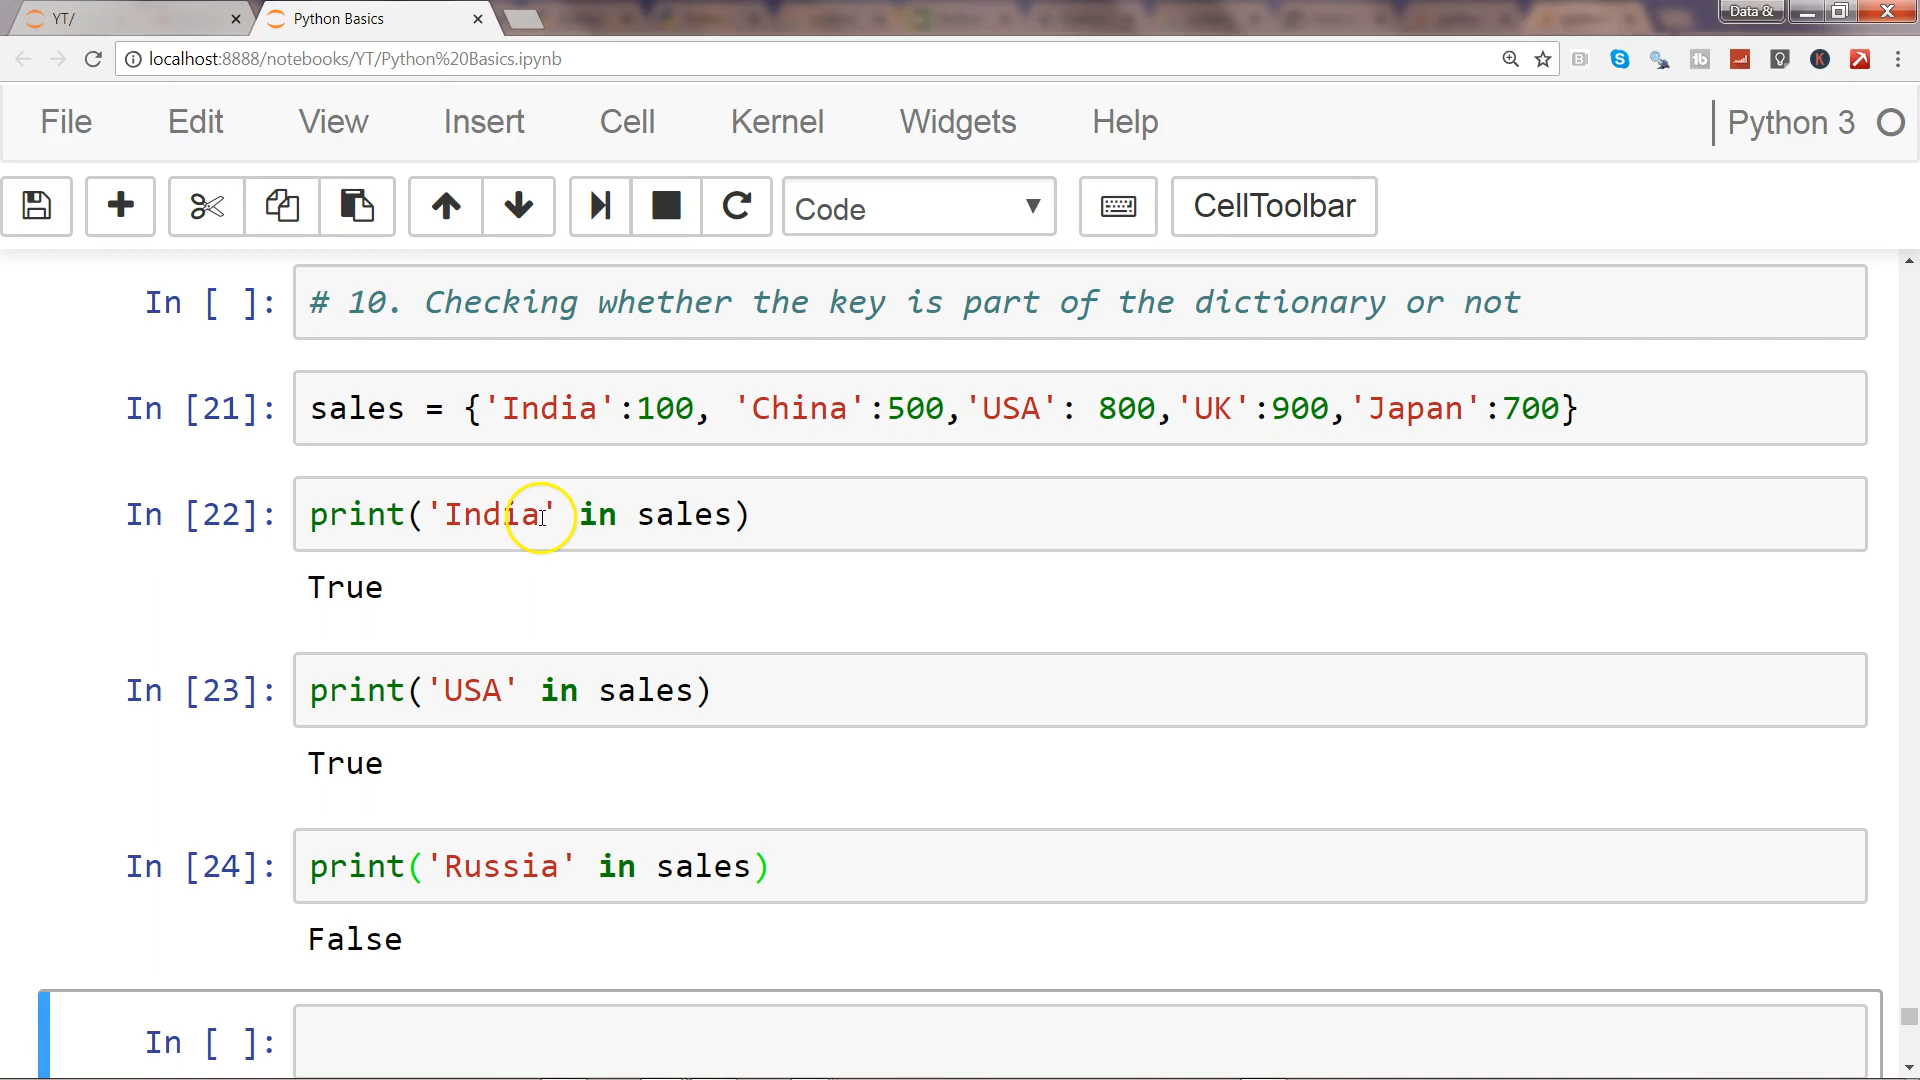 YT/ Python Basics Data &
localhost:8888/notebooks/YT/Python%20Basics.ipynb
File Edit View Insert Cell Kernel Widgets Help Python 3
Code CellToolbar
In [ ]: # 10. Checking whether the key is part of the dictionary or not
In [21]: sales = {'India':100, 'China':500,'USA': 800,'UK':900,'Japan':700}
In [22]: print('India' in sales)
True
In [23]: print('USA' in sales)
True
In [24]: print('Russia' in sales)
False
In [ ]: